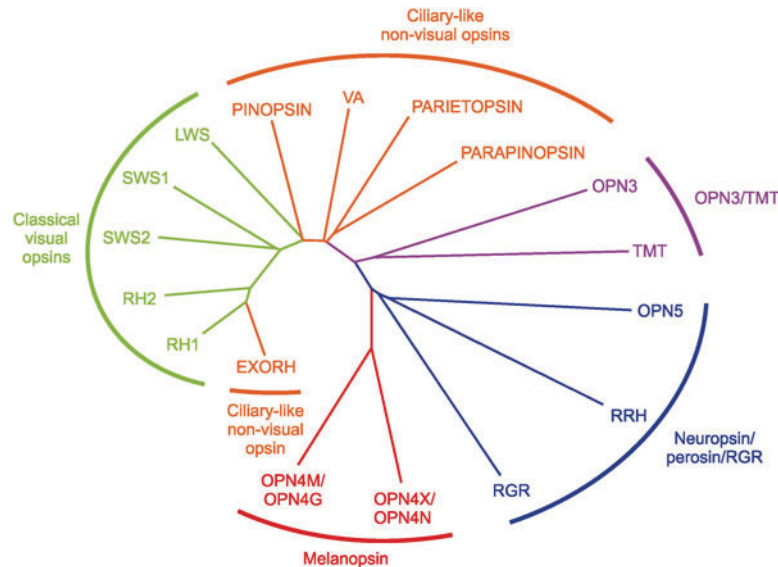 Ciliary-like
non-visual opsins
PINOPSIN
VA
PARIETOPSIN
PARAPINOPSIN
LWS
SWS1
SWS2
RH2
RH1
EXORH
Classical
visual
opsins
Ciliary-like
non-visual
opsin
OPN3
TMT
OPN3/TMT
OPN5
RRH
RGR
Neuropsin/
perosin/RGR
OPN4M/
OPN4G
OPN4X/
OPN4N
Melanopsin